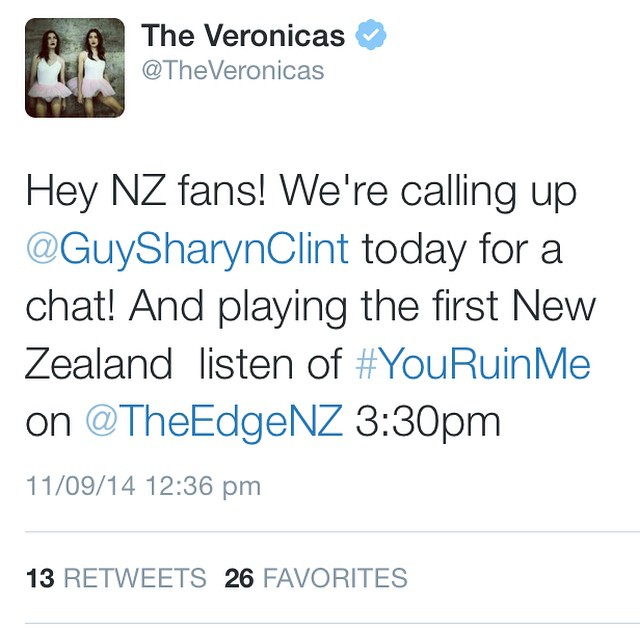 The Veronicas
@TheVeronicas
Hey NZ fans! We're calling up
@GuySharynClint today for a
chat! And playing the first New
Zealand  listen of #YouRuinMe
on @TheEdgeNZ 3:30pm
11/09/14 12:36 pm
13 RETWEETS 26 FAVORITES